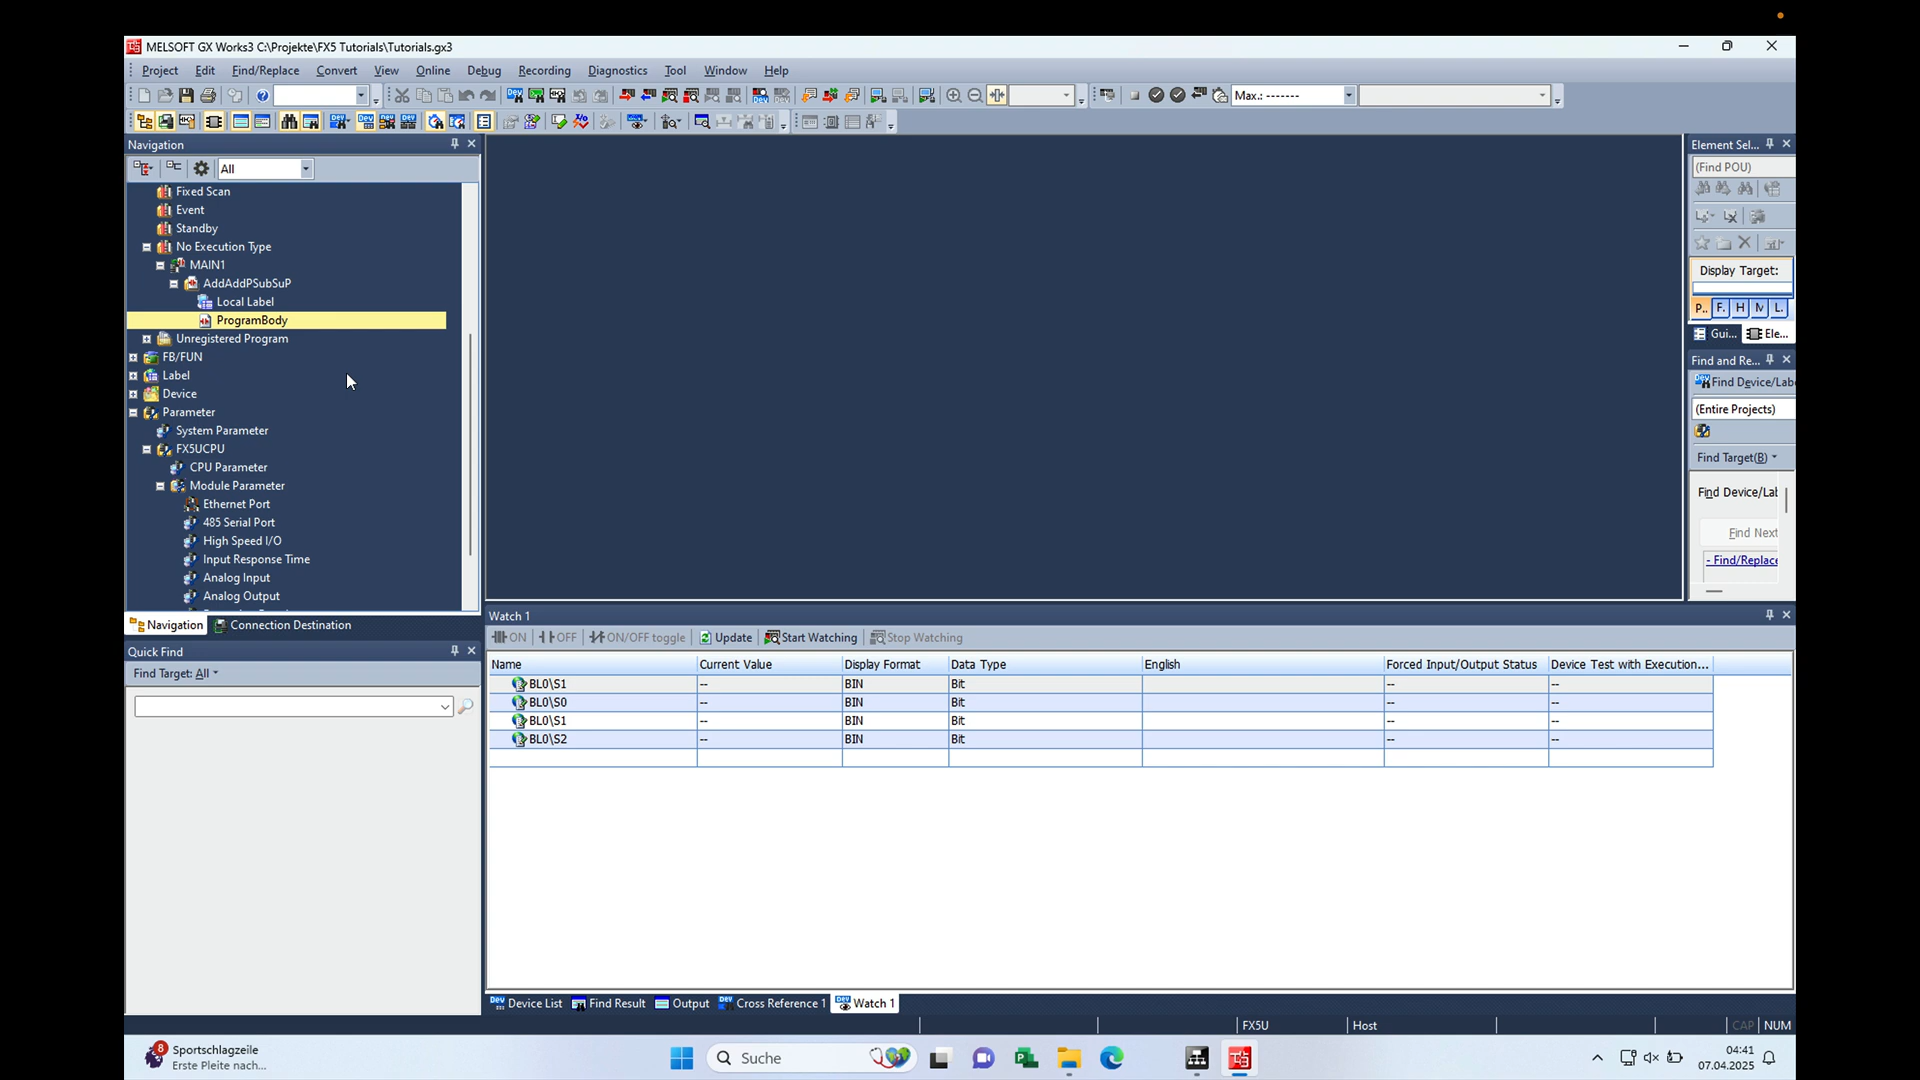 MELSOFT GX Works3 C:\Projekte\FX5 Tutorials\Tutorials.gx3
Project Edit Find/Replace Convert View Online Debug Recording Diagnostics Tool Window Help
Max.: -------
Navigation
All
Fixed Scan
Event
Standby
No Execution Type
MAIN1
AddAddPSubSuP
Local Label
ProgramBody
Unregistered Program
FB/FUN
Label
Device
Parameter
System Parameter
FX5UCPU
CPU Parameter
Module Parameter
Ethernet Port
485 Serial Port
High Speed I/O
Input Response Time
Analog Input
Analog Output
Navigation Connection Destination
Quick Find
Find Target: All
Element Sel...
(Find POU)
Display Target:
P.. F. H M L.
Gui... Ele...
Find and Re...
Find Device/Lab
(Entire Projects)
Find Target(B)
Find Device/Lal
Find Next
- Find/Replace
Watch 1
ON OFF ON/OFF toggle Update Start Watching Stop Watching
Name Current Value Display Format Data Type English Forced Input/Output Status Device Test with Execution...
BL0\S1 -- BIN Bit -- --
BL0\S0 -- BIN Bit -- --
BL0\S1 -- BIN Bit -- --
BL0\S2 -- BIN Bit -- --
Device List Find Result Output Cross Reference 1 Watch 1
FX5U Host CAP NUM
8
Sportschlagzeile
Erste Pleite nach...
Suche
04:41
07.04.2025